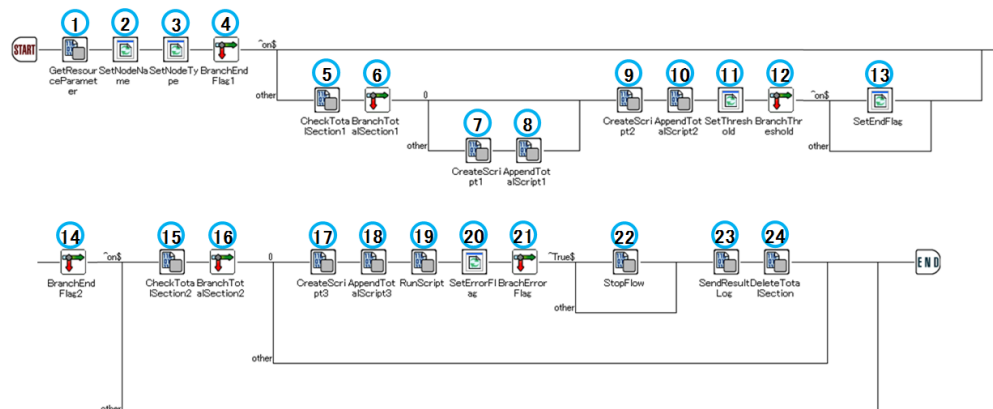 1 2 3 4
START
^on$
GetResou SetNodeNa SetNodeTy BranchEnd
rceParamet me pe Flag1
er
other
5 6 9 10 11 12 13
0
^on$
CheckTota BranchTot CreateScri AppendTot SetThresh BranchThr SetEndFlag
lSection1 alSection1 pt2 alScript2 old eshold
7 8
other
other
CreateScri AppendTot
pt1 alScript1
14 15 16 17 18 19 20 21 22 23 24
^on$
0
^True$
END
BranchEnd CheckTota BranchTot CreateScri AppendTot RunScript SetErrorFl BrachError StopFlow SendResult DeleteTota
Flag2 lSection2 alSection2 pt3 alScript3 ag Flag Log lSection
other
other
other